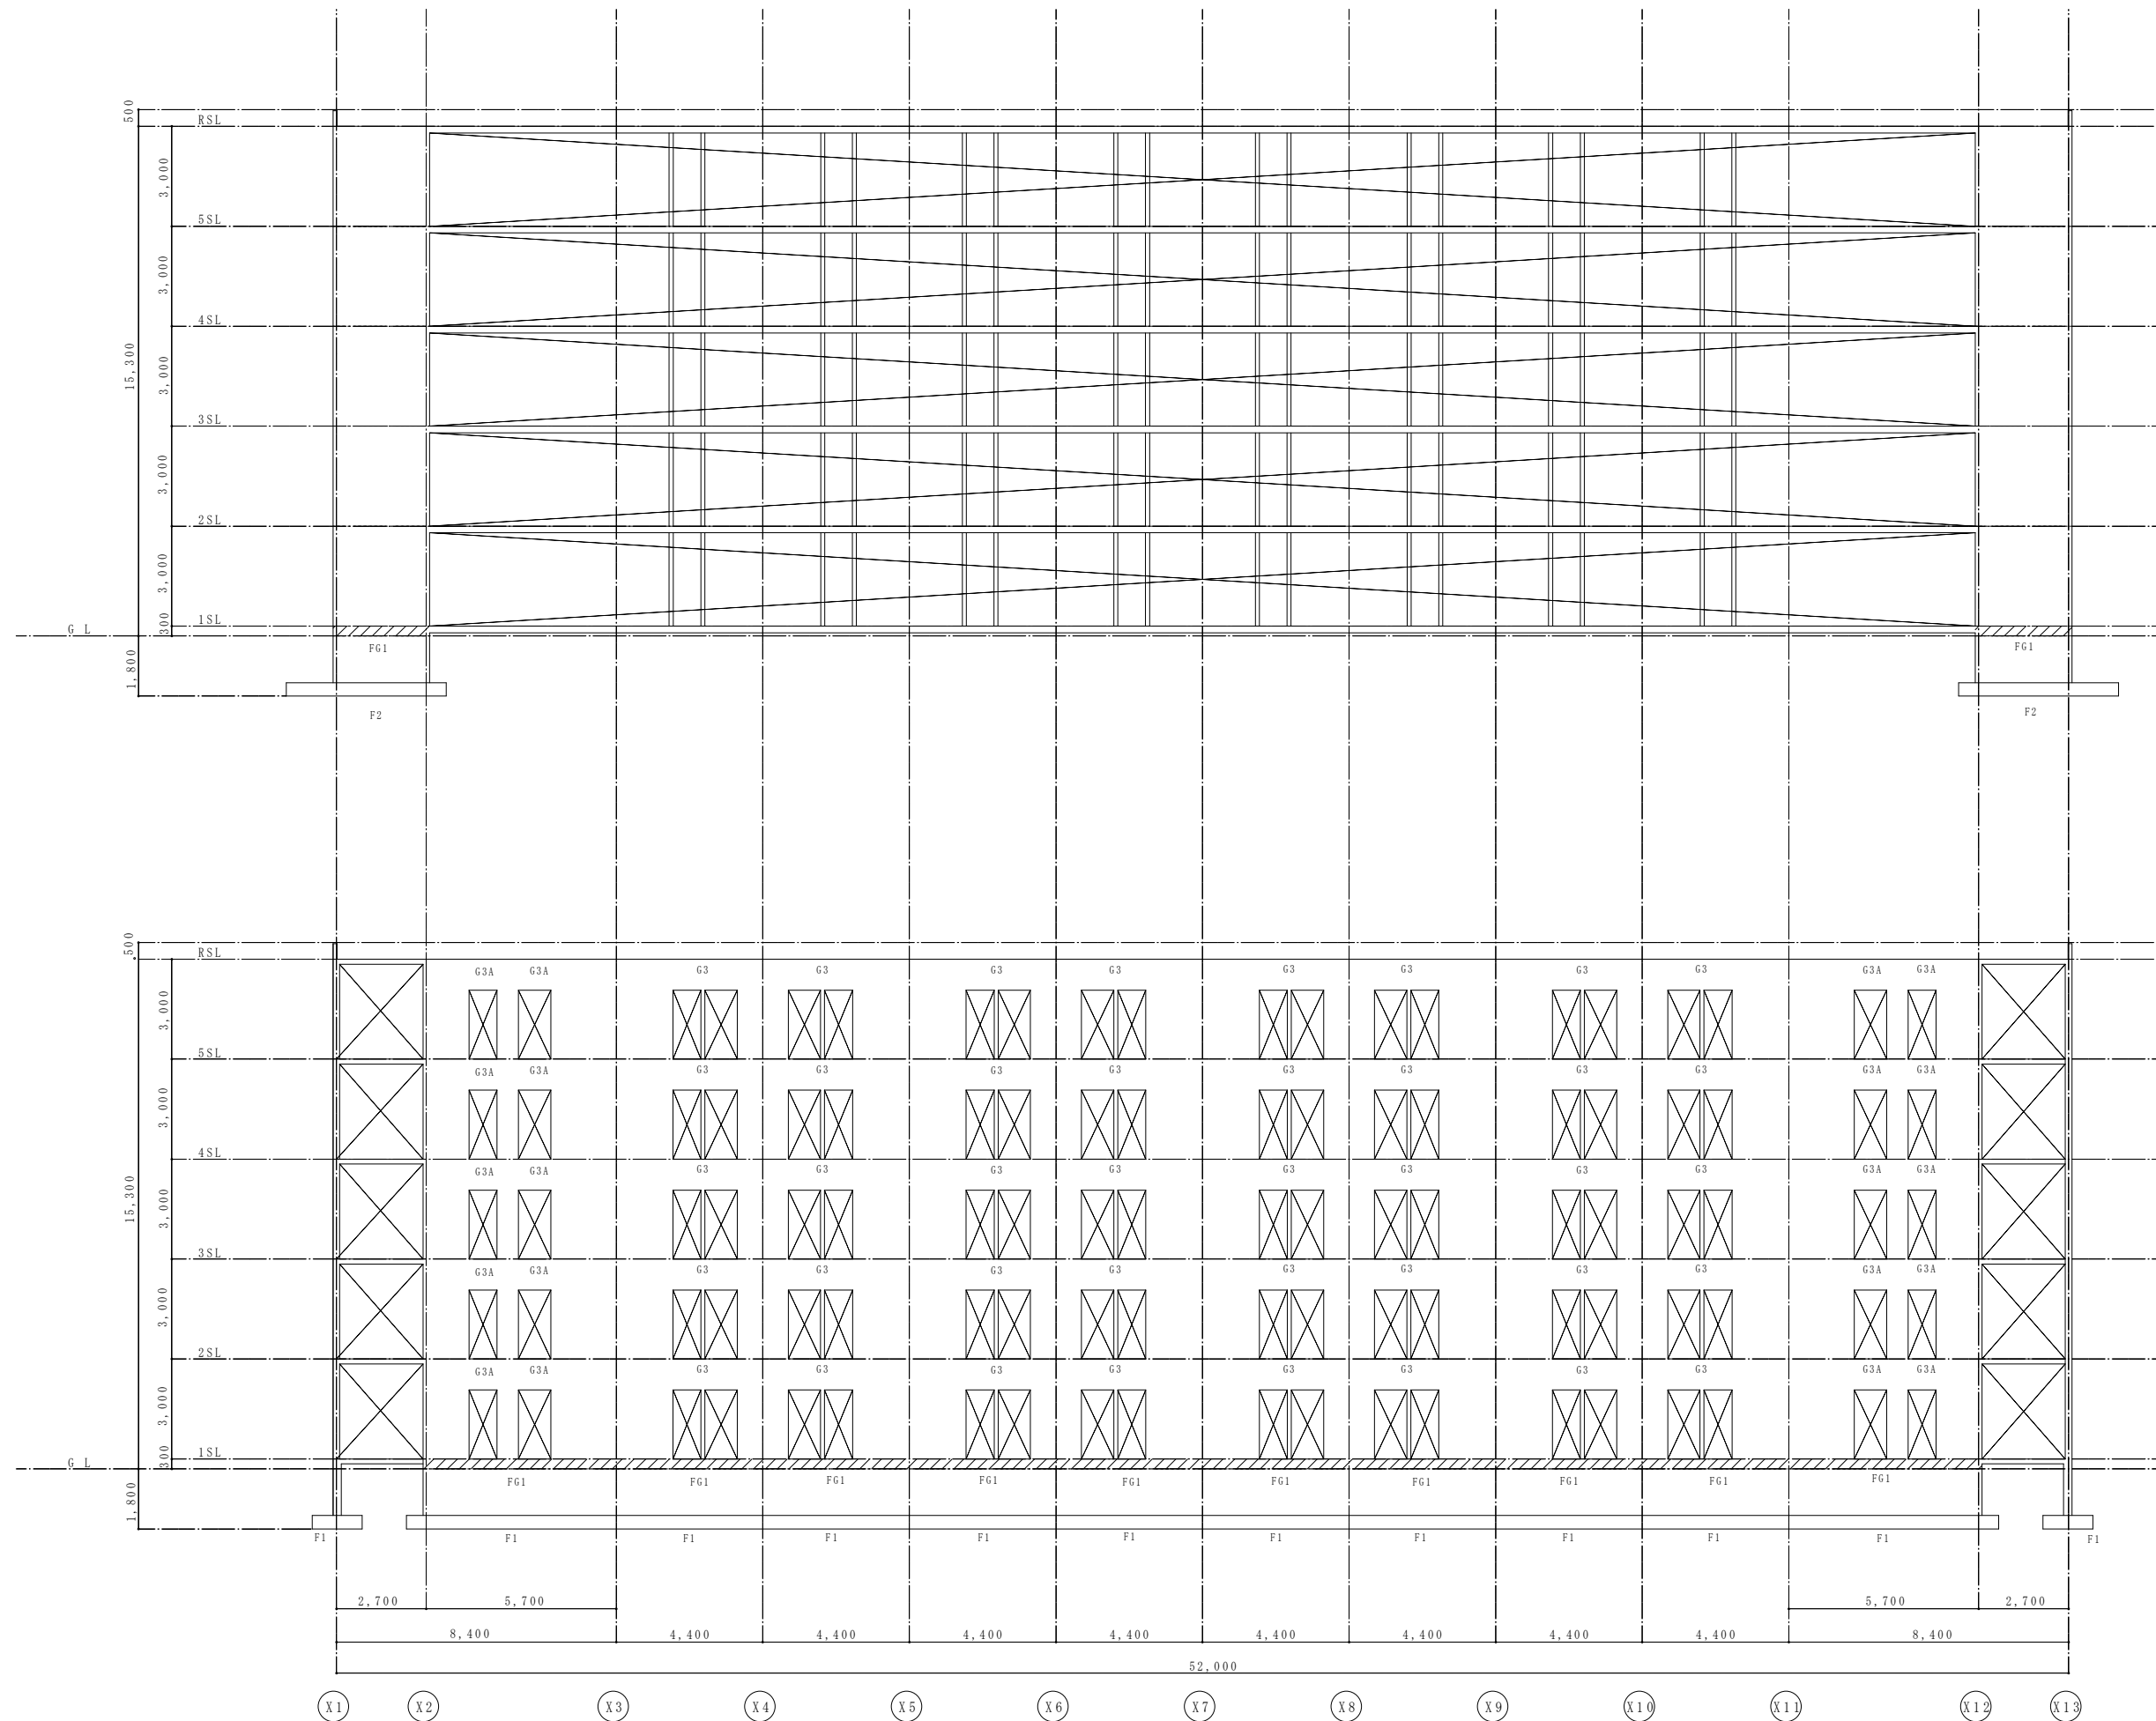 500
RSL
3,000
5SL
3,000
4SL
15,300
3,000
3SL
3,000
2SL
3,000
300
1SL
G L
FG1
FG1
1,800
F2
F2
500
RSL
G3A G3A G3 G3 G3 G3 G3 G3 G3 G3 G3A G3A
3,000
5SL
G3A G3A G3 G3 G3 G3 G3 G3 G3 G3 G3A G3A
3,000
4SL
G3A G3A G3 G3 G3 G3 G3 G3 G3 G3 G3A G3A
15,300
3,000
3SL
G3A G3A G3 G3 G3 G3 G3 G3 G3 G3 G3A G3A
3,000
2SL
G3A G3A G3 G3 G3 G3 G3 G3 G3 G3 G3A G3A
3,000
300
1SL
G L
FG1 FG1 FG1 FG1 FG1 FG1 FG1 FG1 FG1 FG1
1,800
F1 F1 F1 F1 F1 F1 F1 F1 F1 F1 F1 F1
2,700 5,700 5,700 2,700
8,400 4,400 4,400 4,400 4,400 4,400 4,400 4,400 4,400 8,400
52,000
X1 X2 X3 X4 X5 X6 X7 X8 X9 X10 X11 X12 X13